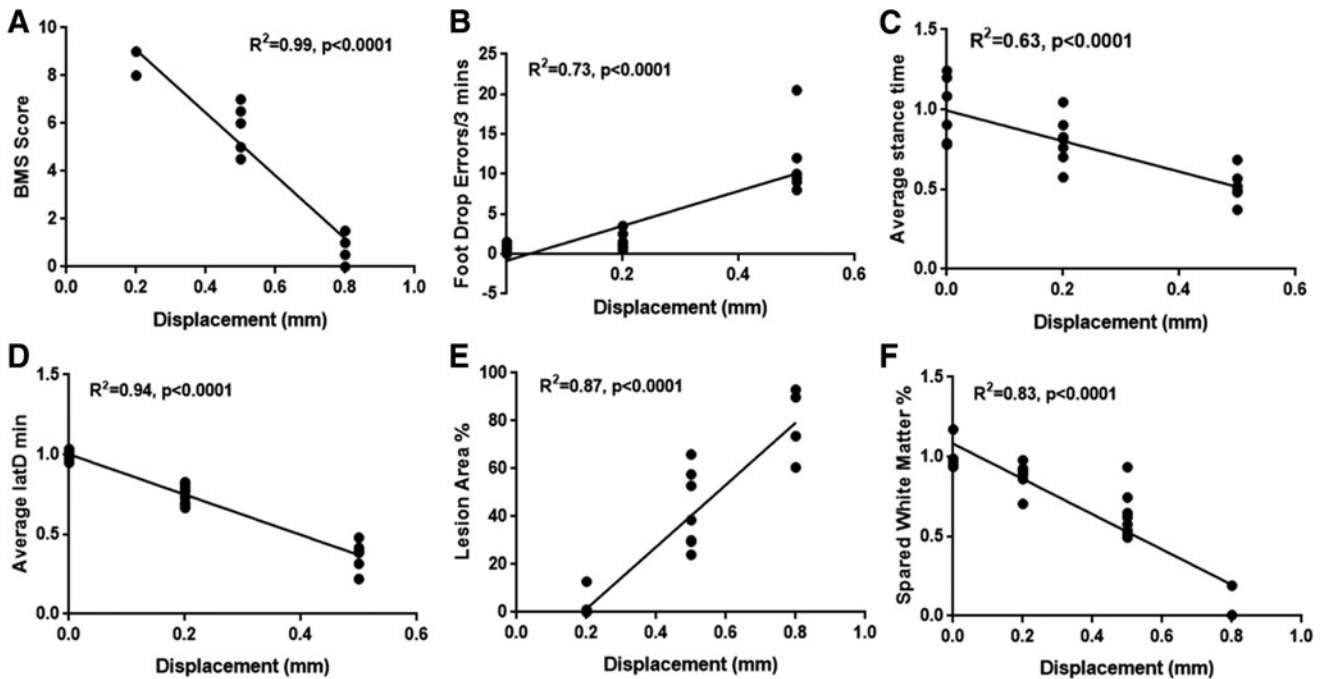 A
R²=0.99, p<0.0001
BMS Score
10
8
6
4
2
0
0.0 0.2 0.4 0.6 0.8 1.0
Displacement (mm)
B
R²=0.73, p<0.0001
Foot Drop Errors/3 mins
25
20
15
10
5
0
-5
0.2 0.4 0.6
Displacement (mm)
C
R²=0.63, p<0.0001
Average stance time
1.5
1.0
0.5
0.0
0.0 0.2 0.4 0.6
Displacement (mm)
D
R²=0.94, p<0.0001
Average latD min
1.5
1.0
0.5
0.0
0.0 0.2 0.4 0.6
Displacement (mm)
E
R²=0.87, p<0.0001
Lesion Area %
100
80
60
40
20
0
0.0 0.2 0.4 0.6 0.8 1.0
Displacement (mm)
F
R²=0.83, p<0.0001
Spared White Matter %
1.5
1.0
0.5
0.0
0.0 0.2 0.4 0.6 0.8 1.0
Displacement (mm)